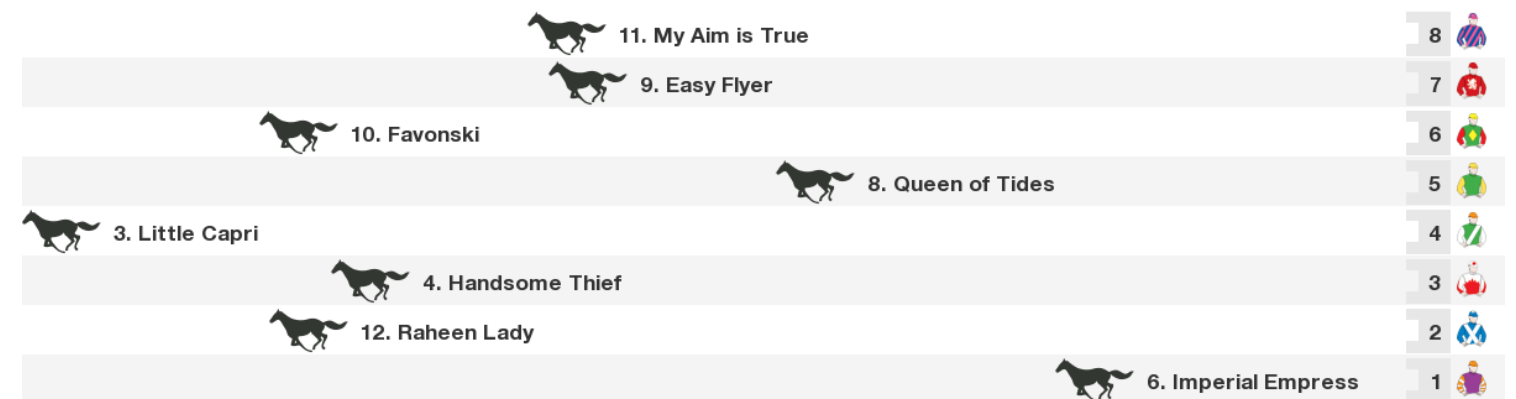 11. My Aim is True 8
9. Easy Flyer 7
10. Favonski 6
8. Queen of Tides 5
3. Little Capri 4
4. Handsome Thief 3
12. Raheen Lady 2
6. Imperial Empress 1